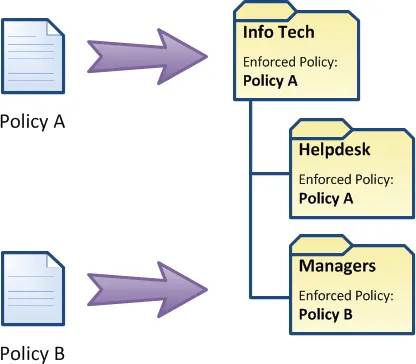 Info Tech
Enforced Policy:
Policy A
Policy A
Helpdesk
Enforced Policy:
Policy A
Managers
Enforced Policy:
Policy B
Policy B